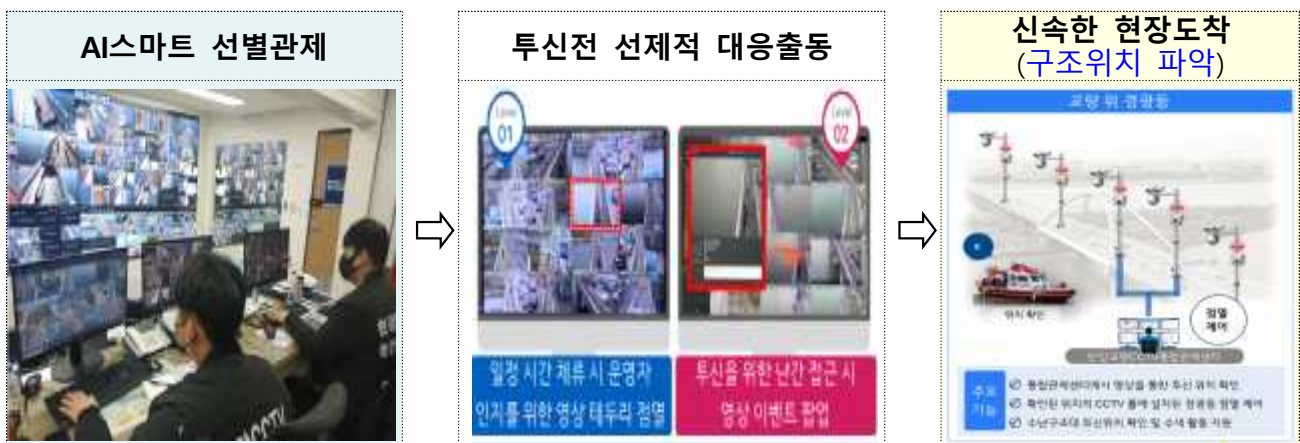 AI스마트 선별관제
투신전 선제적 대응출동
신속한 현장도착
(구조위치 파악)
Level
01
Level
02
일정 시간 체류 시 운영자
인지를 위한 영상 테두리 점멸
투신을 위한 난간 접근 시
영상 이벤트 팝업
교량 위 경광등
위치 확인
점멸
제어
주요
기능
통합관제센터에서 영상을 통한 투신 위치 확인
확인된 위치의 CCTV 폴에 설치된 경광등 점멸 제어
수난구조대 투신위치 확인 및 수색 활동 지원
CCTV